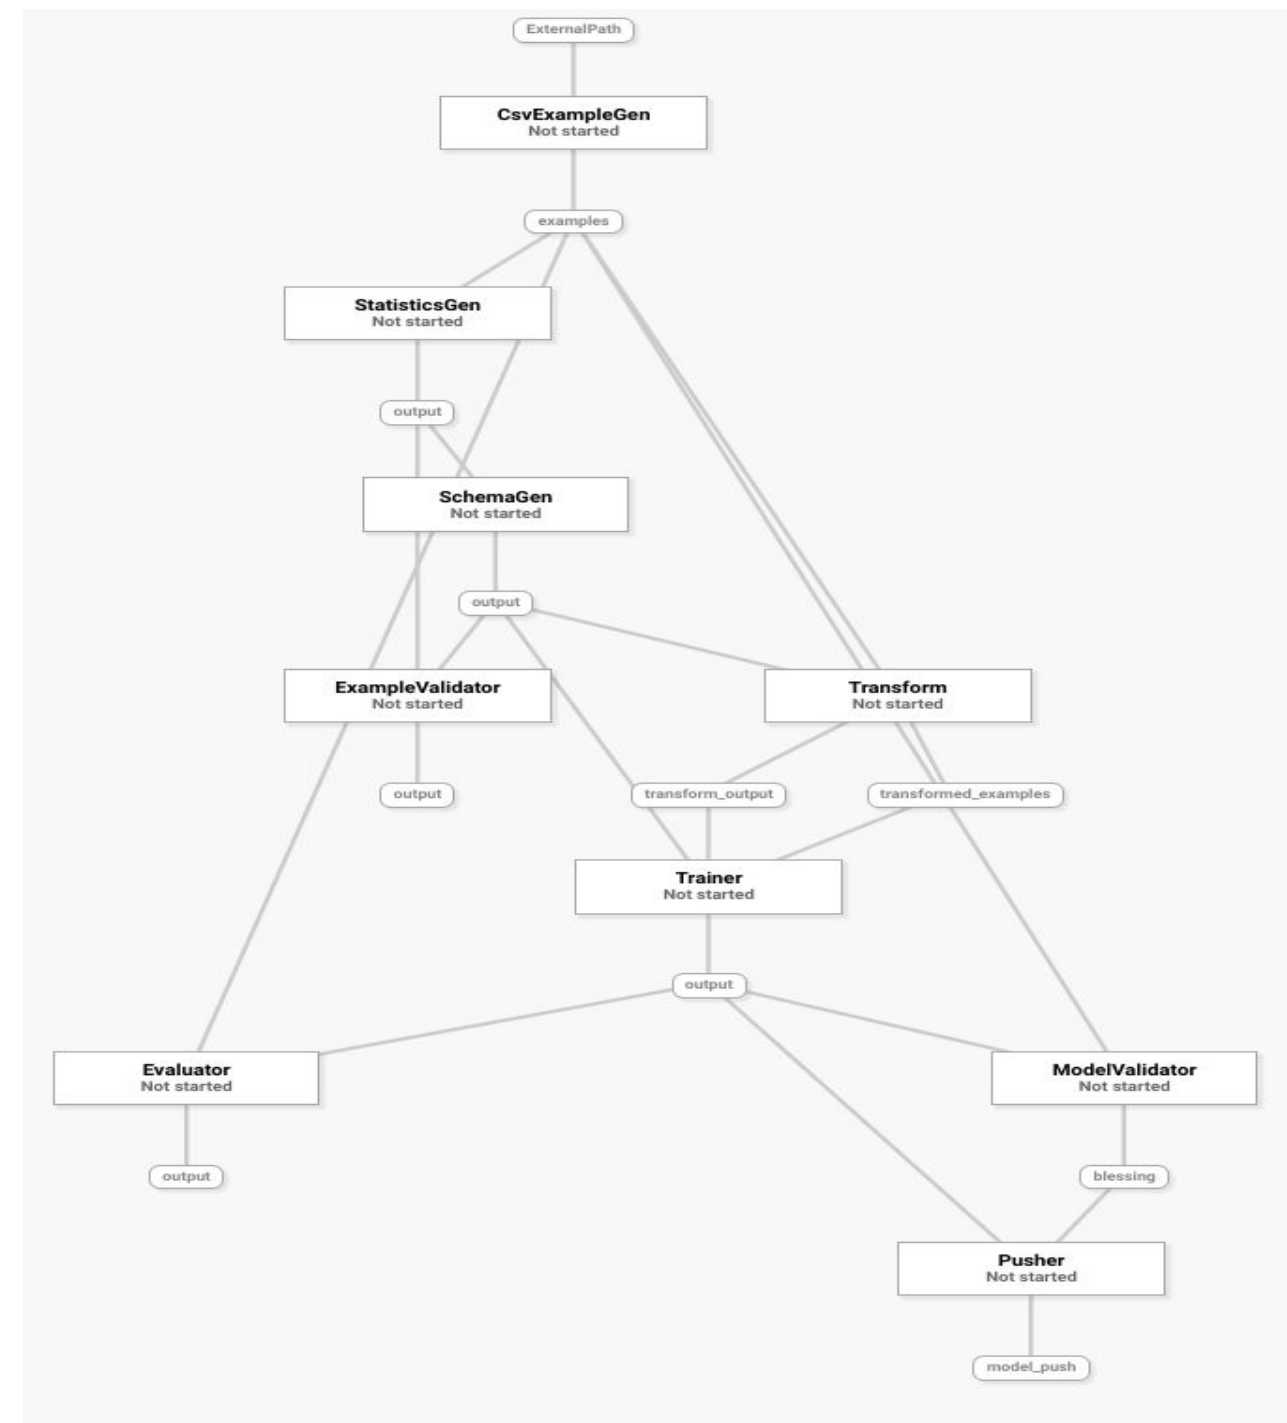 ExternalPath
CsvExampleGen
Not started
examples
StatisticsGen
Not started
output
SchemaGen
Not started
output
ExampleValidator
Not started
Transform
Not started
output
transform_output
transformed_examples
Trainer
Not started
output
Evaluator
Not started
ModelValidator
Not started
output
blessing
Pusher
Not started
model_push